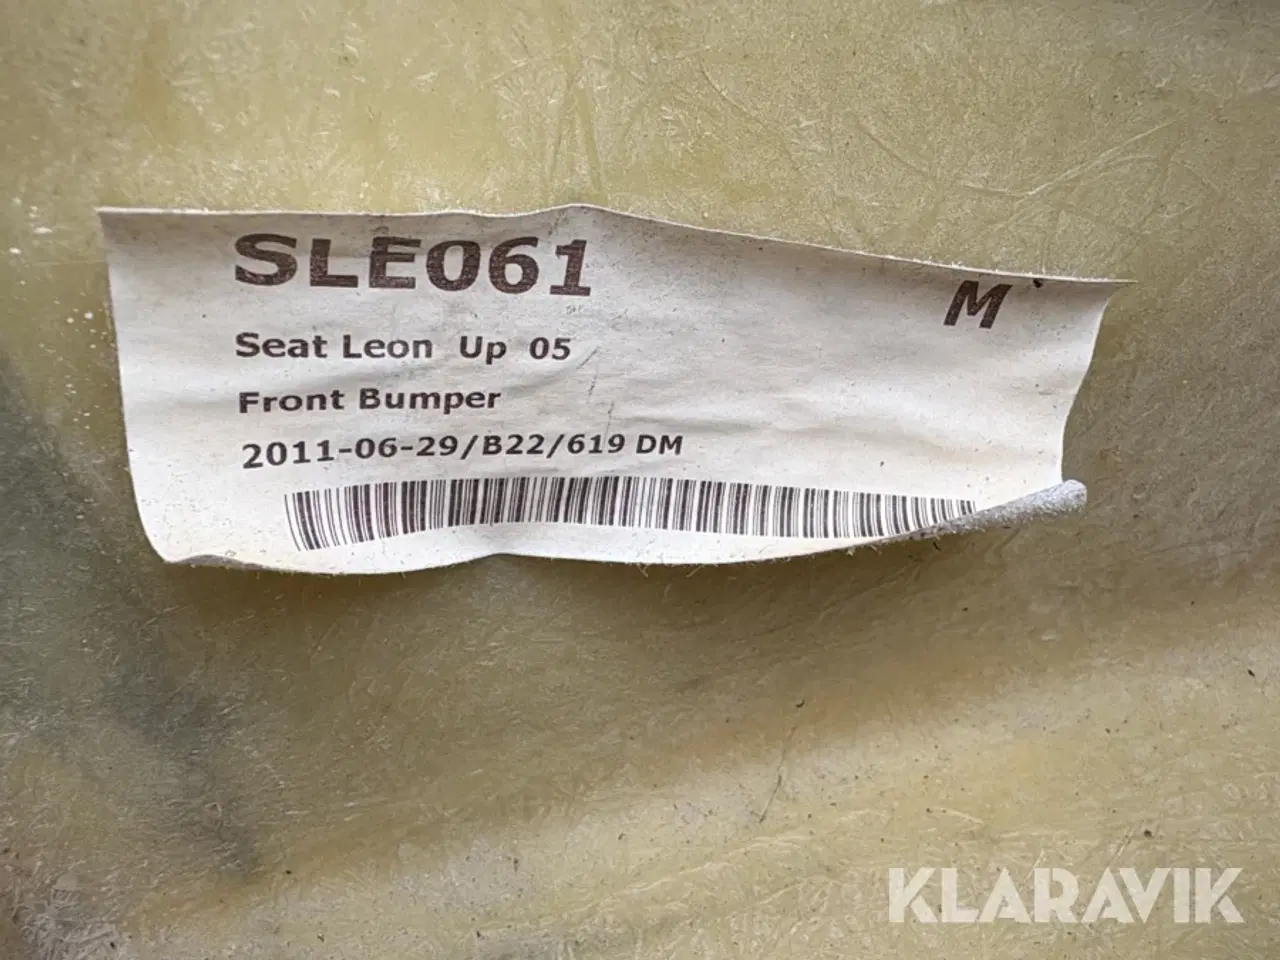 SLE061
M
Seat Leon Up 05
Front Bumper
2011-06-29/B22/619 DM
KLARAVIK